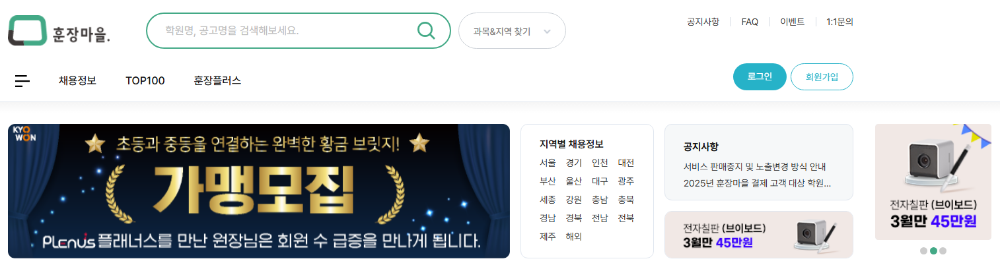 훈장마을.
학원명, 공고명을 검색해보세요.
과목&지역 찾기
공지사항
FAQ
이벤트
1:1문의
채용정보
TOP100
훈장플러스
로그인
회원가입
KYO
WON
초등과 중등을 연결하는 완벽한 황금 브릿지!
가맹모집
PLENUS 플래너스를 만난 원장님은 회원 수 급증을 만나게 됩니다.
지역별 채용정보
서울 경기 인천 대전
부산 울산 대구 광주
세종 강원 충남 충북
경남 경북 전남 전북
제주 해외
공지사항
서비스 판매중지 및 노출변경 방식 안내
2025년 훈장마을 결제 고객 대상 학원...
전자칠판 (브이보드)
3월만 45만원
전자칠판 (브이보드)
3월만 45만원